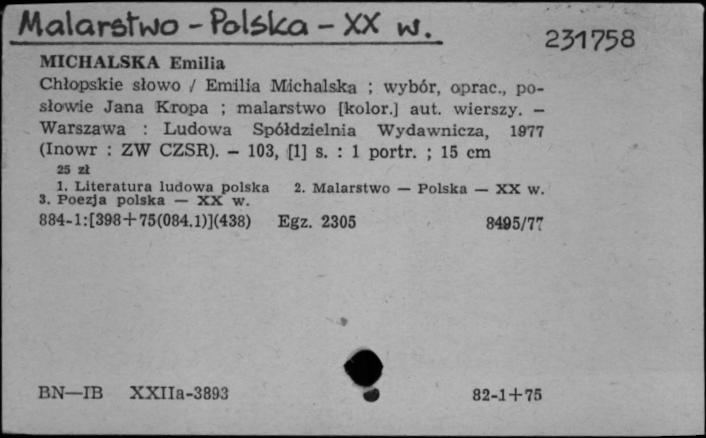 Malarstwo - Polska - XX w.
231758
MICHALSKA Emilia
Chłopskie słowo / Emilia Michalska ; wybór, oprac., po-
słowie Jana Kropa ; malarstwo [kolor.] aut. wierszy. —
Warszawa : Ludowa Spółdzielnia Wydawnicza, 1977
(Inowr : ZW CZSR). — 103, [1] s. : 1 portr. ; 15 cm
25 zł
1. Literatura ludowa polska 2. Malarstwo — Polska — XX w.
3. Poezja polska — XX w.
884-1:[398+75(084.1)](438) Egz. 2305 8495/77
BN—IB XXIIa-3893 82-1+75